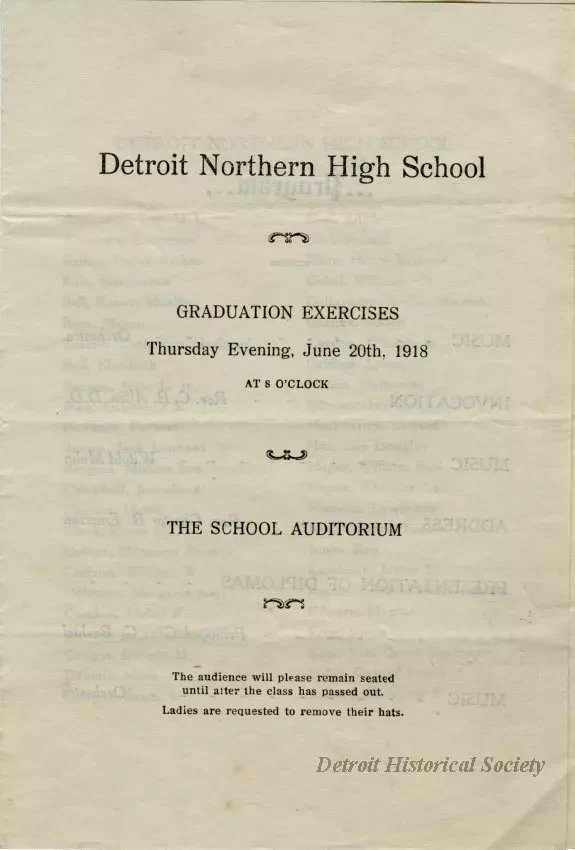 Detroit Northern High School
GRADUATION EXERCISES
Thursday Evening, June 20th, 1918
AT 8 O'CLOCK
THE SCHOOL AUDITORIUM
The audience will please remain seated
until after the class has passed out.
Ladies are requested to remove their hats.
Detroit Historical Society